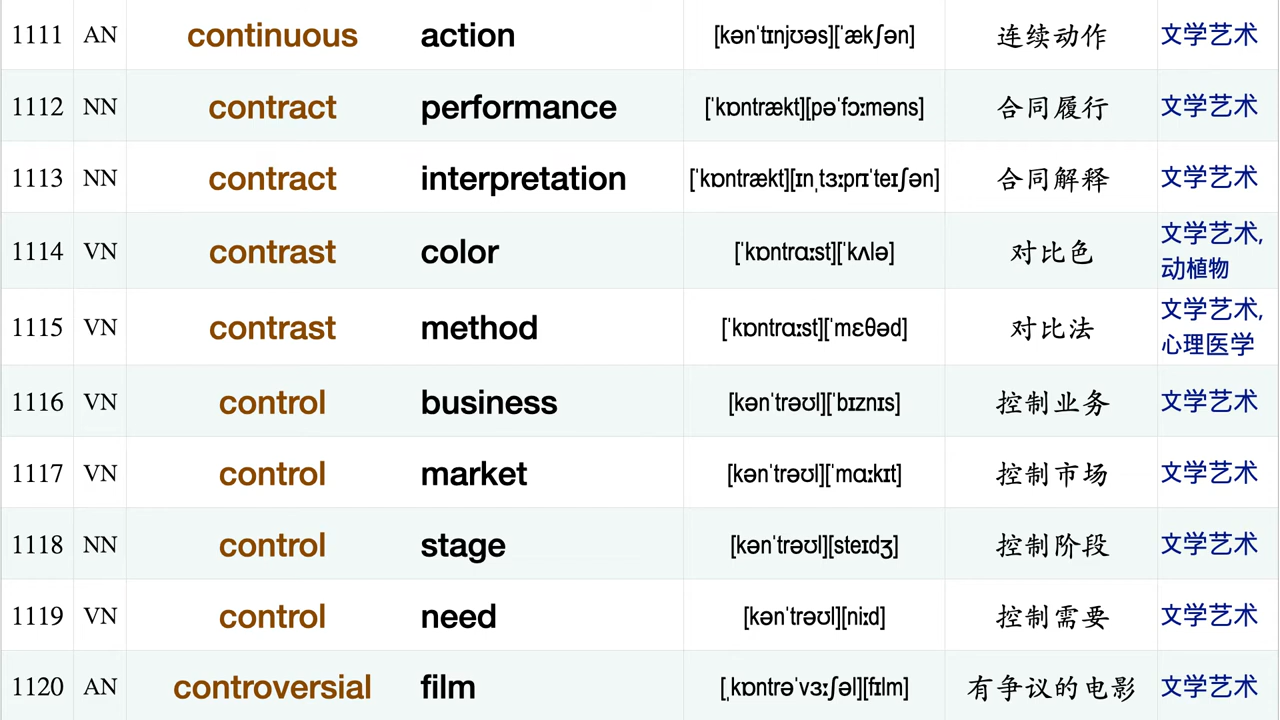 1111 AN continuous action [kənˈtɪnjʊəs][ˈækʃən] 连续动作 文学艺术
1112 NN contract performance [ˈkɒntrækt][pəˈfɔːməns] 合同履行 文学艺术
1113 NN contract interpretation [ˈkɒntrækt][ɪnˌtɜːprɪˈteɪʃən] 合同解释 文学艺术
1114 VN contrast color [ˈkɒntrɑːst][ˈkʌlə] 对比色 文学艺术,
动植物
1115 VN contrast method [ˈkɒntrɑːst][ˈmɛθəd] 对比法 文学艺术,
心理医学
1116 VN control business [kənˈtrəʊl][ˈbɪznɪs] 控制业务 文学艺术
1117 VN control market [kənˈtrəʊl][ˈmɑːkɪt] 控制市场 文学艺术
1118 NN control stage [kənˈtrəʊl][steɪdʒ] 控制阶段 文学艺术
1119 VN control need [kənˈtrəʊl][niːd] 控制需要 文学艺术
1120 AN controversial film [ˌkɒntrəˈvɜːʃəl][fɪlm] 有争议的电影 文学艺术